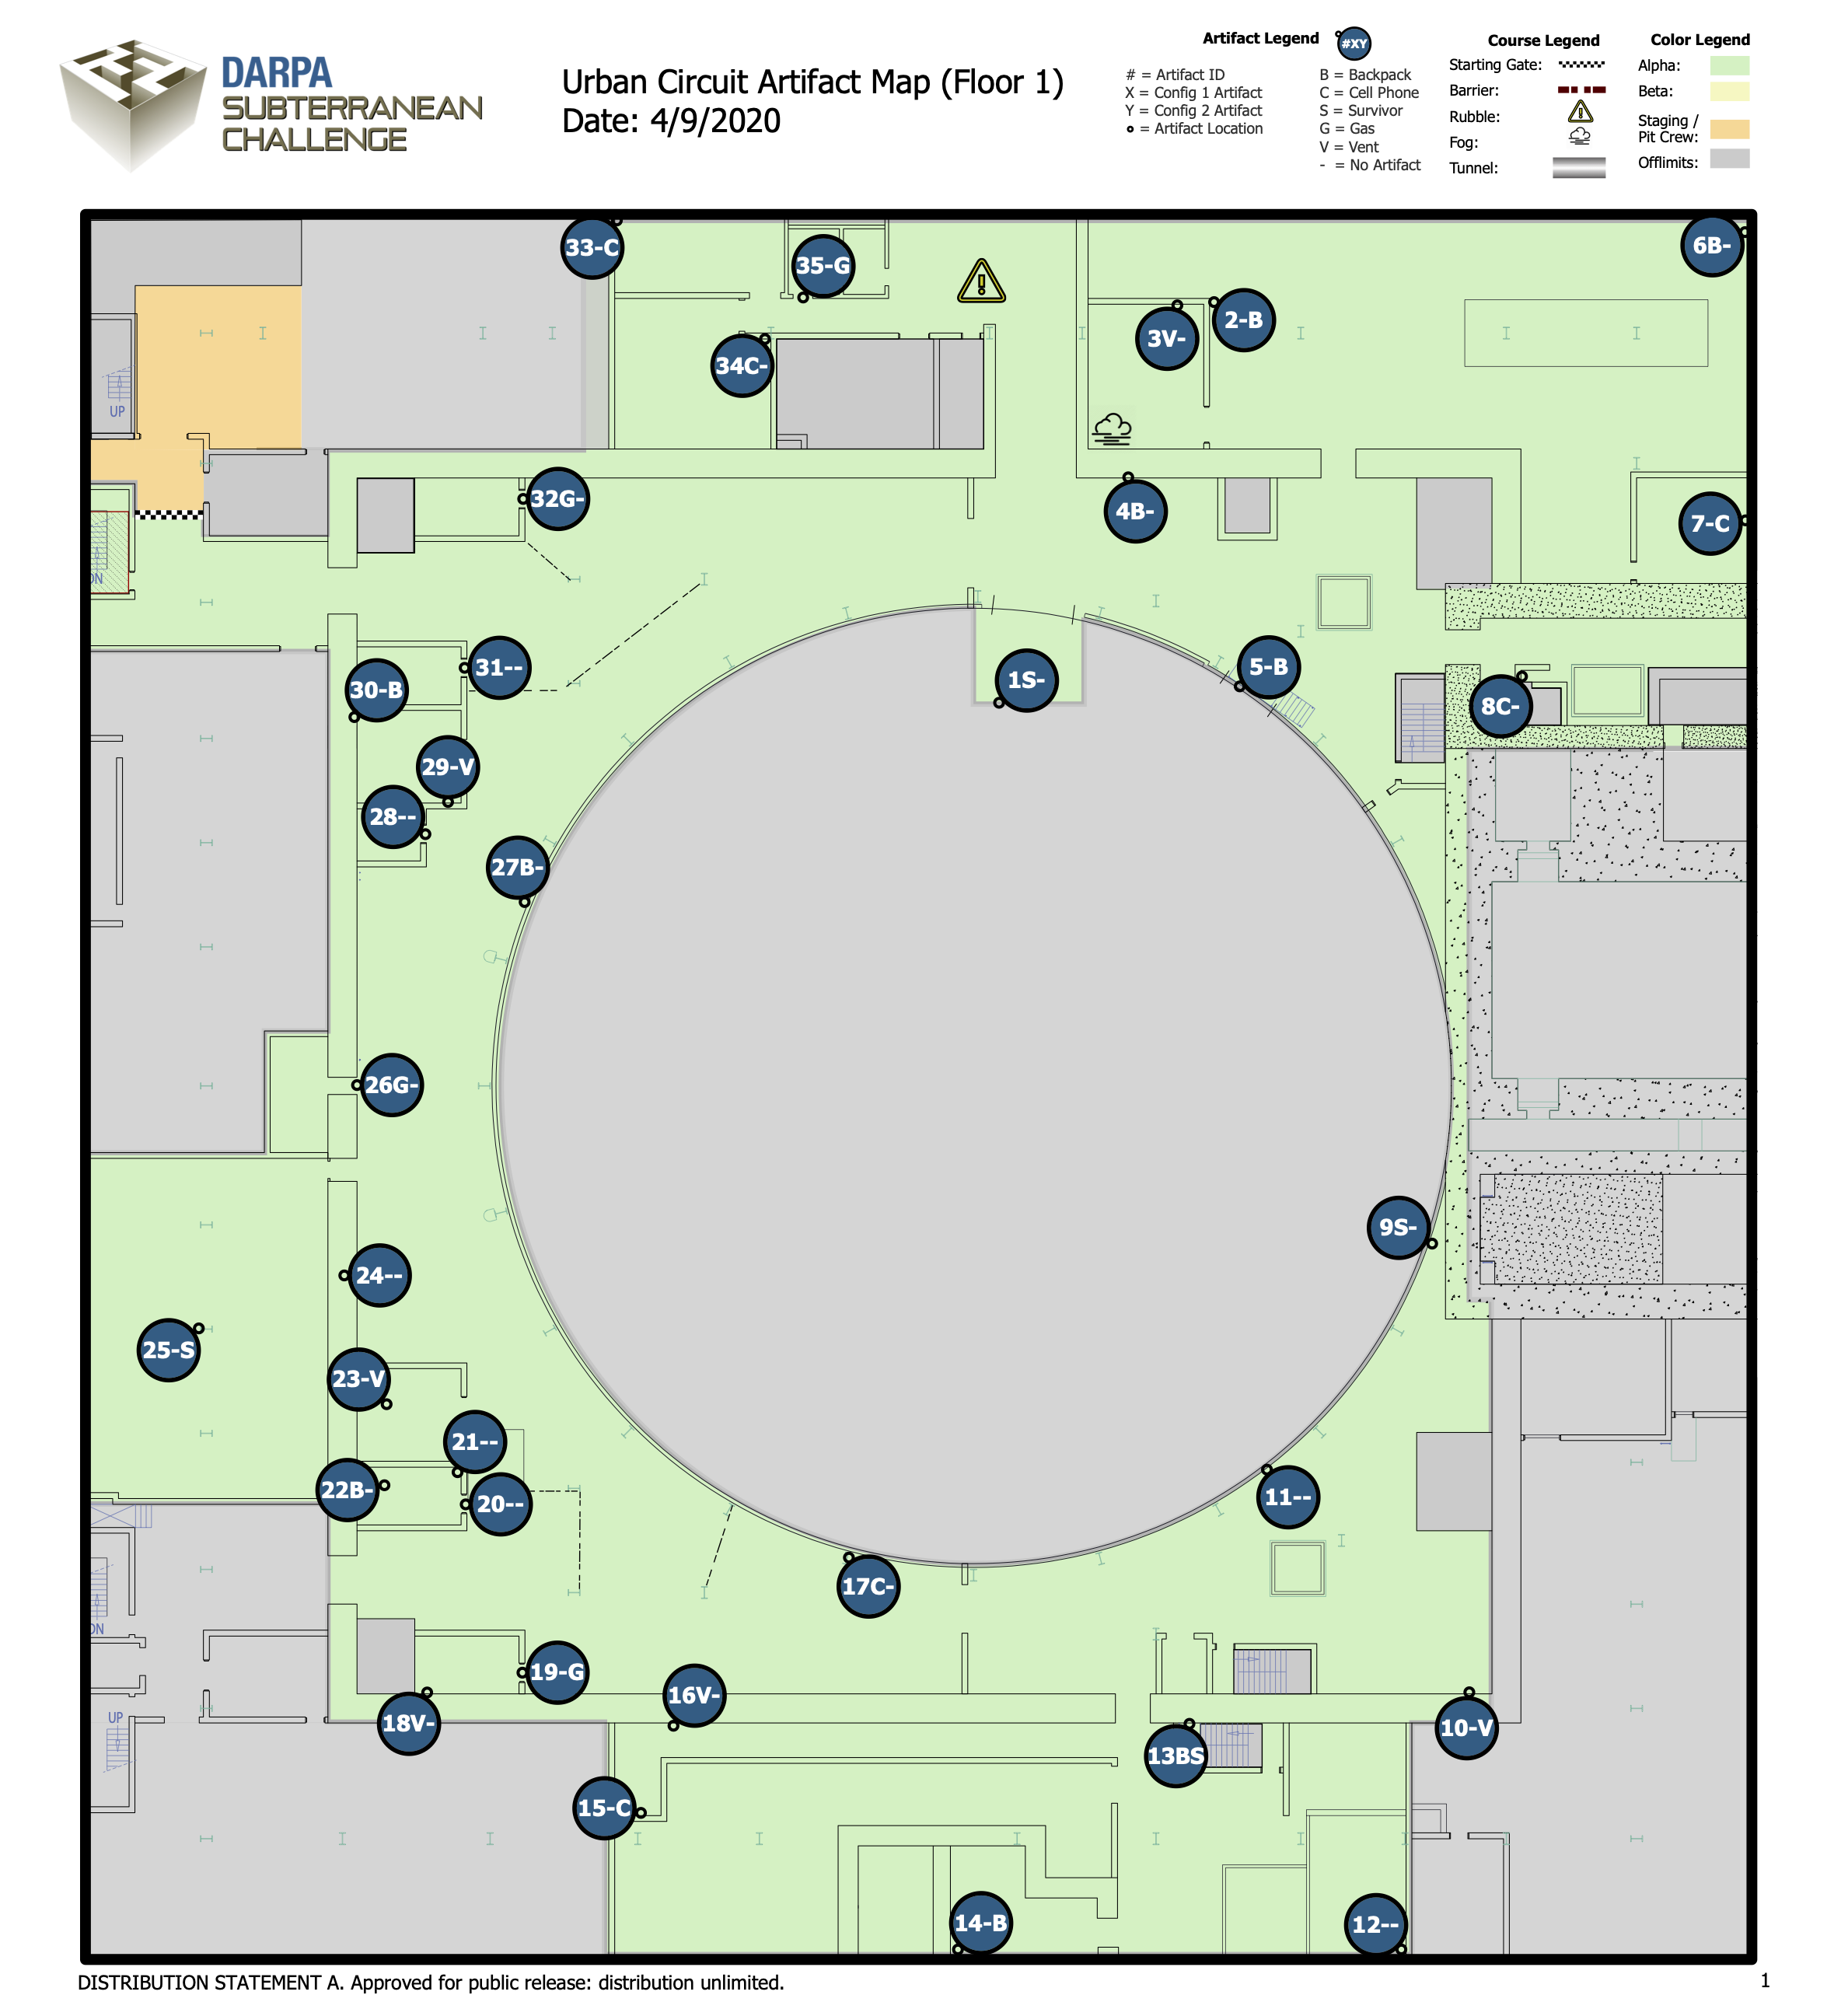 DARPA
SUBTERRANEAN
CHALLENGE
Urban Circuit Artifact Map (Floor 1)
Date: 4/9/2020
Artifact Legend
#XY
# = Artifact ID
X = Config 1 Artifact
Y = Config 2 Artifact
= Artifact Location
B = Backpack
C = Cell Phone
S = Survivor
G = Gas
V = Vent
- = No Artifact
Course Legend
Starting Gate:
Barrier:
Rubble:
Fog:
Tunnel:
Color Legend
Alpha:
Beta:
Staging /
Pit Crew:
Offlimits:
33-C
35-G
6B-
2-B
3V-
34C-
UP
32G-
4B-
7-C
ON
31--
5-B
30-B
1S-
8C-
29-V
28--
27B-
26G-
9S-
24--
25-S
23-V
21--
22B-
20--
11--
17C-
DN
19-G
16V-
18V-
UP
10-V
13BS
15-C
14-B
12--
DISTRIBUTION STATEMENT A. Approved for public release: distribution unlimited.
1